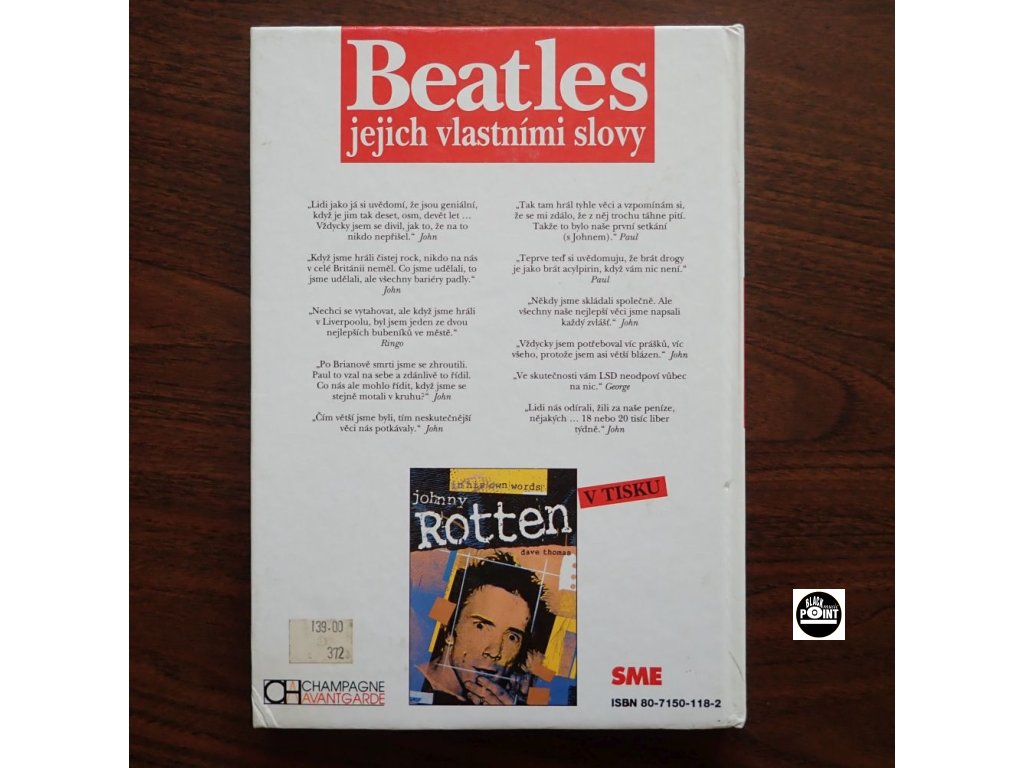 Beatles
jejich vlastními slovy
„Lidi jako já si uvědomí, že jsou geniální,
když je jim tak deset, osm, devět let ...
Vždycky jsem se divil, jak to, že na to
nikdo nepřišel.“ John
„Když jsme hráli čistej rock, nikdo na nás
v celé Británii neměl. Co jsme udělali, to
jsme udělali, ale všechny bariéry padly.“
John
„Nechci se vytahovat, ale když jsme hráli
v Liverpoolu, byl jsem jeden ze dvou
nejlepších bubeníků ve městě.“
Ringo
„Po Brianově smrti jsme se zhroutili.
Paul to vzal na sebe a zdánlivě to řídil.
Co nás ale mohlo řídit, když jsme se
stejně motali v kruhu?“ John
„Čím větší jsme byli, tím neskutečnější
věci nás potkávaly.“ John
„Tak tam hrál tyhle věci a vzpomínám si,
že se mi zdálo, že z něj trochu táhne pití.
Takže to bylo naše první setkání
(s Johnem).“ Paul
„Teprve teď si uvědomuju, že brát drogy
je jako brát acylpirin, když vám nic není.“
Paul
„Někdy jsme skládali společně. Ale
všechny naše nejlepší věci jsme napsali
každý zvlášť.“ John
„Vždycky jsem potřeboval víc prášků, víc
všeho, protože jsem asi větší blázen.“ John
„Ve skutečnosti vám LSD neodpoví vůbec
na nic.“ George
„Lidi nás odírali, žili za naše peníze,
nějakých ... 18 nebo 20 tisíc liber
týdně.“ John
in his own words
johnny
Rotten
dave thomas
V TISKU
139-00
372
CHAMPAGNE
AVANTGARDE
SME
ISBN 80-7150-118-2
BLACK
music
POINT